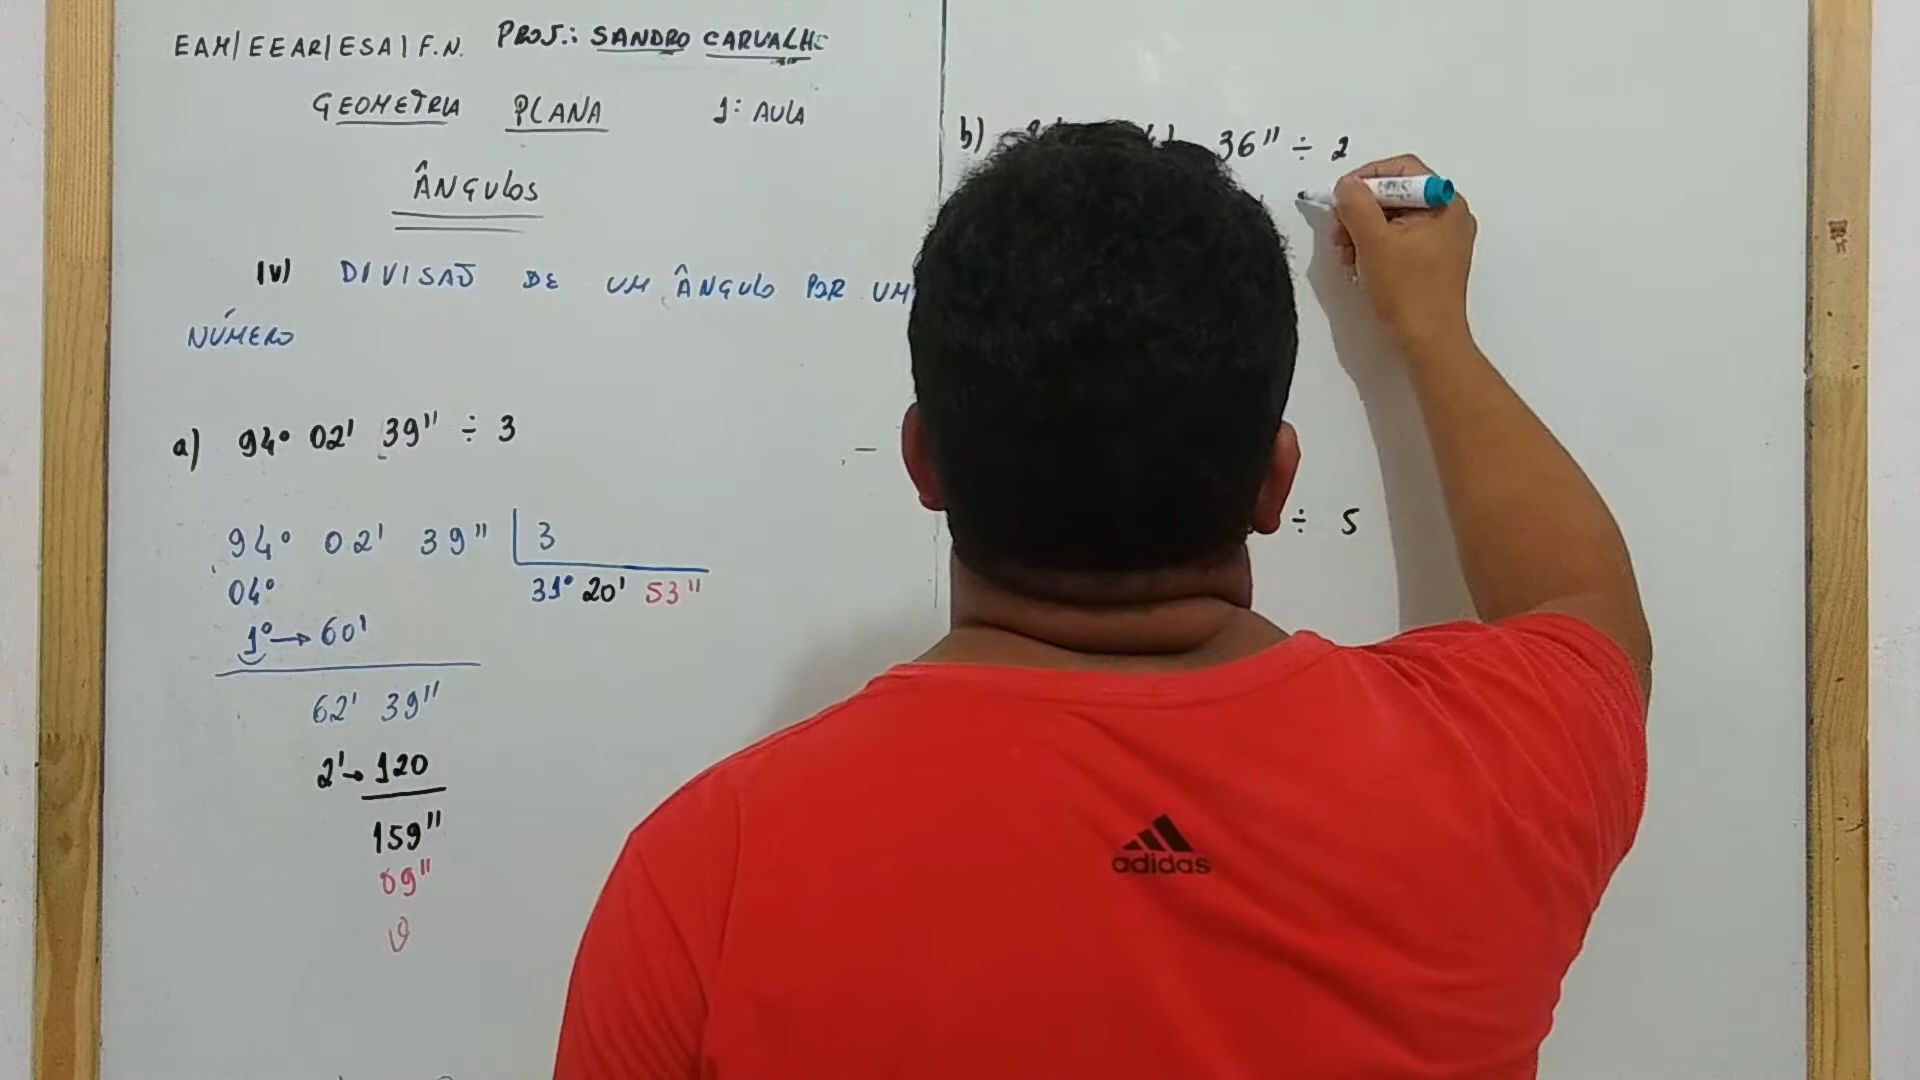 EAM/EEAR/ESA/F.N. PROF.: SANDRO CARVALHO
GEOMETRIA PLANA 1ª AULA
ÂNGULOS
IV) DIVISÃO DE UM ÂNGULO POR UM
NÚMERO
a) 94° 02' 39" ÷ 3
94° 02' 39" 3
04° 31° 20' 53"
1° → 60'
62' 39"
2' → 120
159"
09"
0
b) 36" ÷ 2
÷ 5
adidas